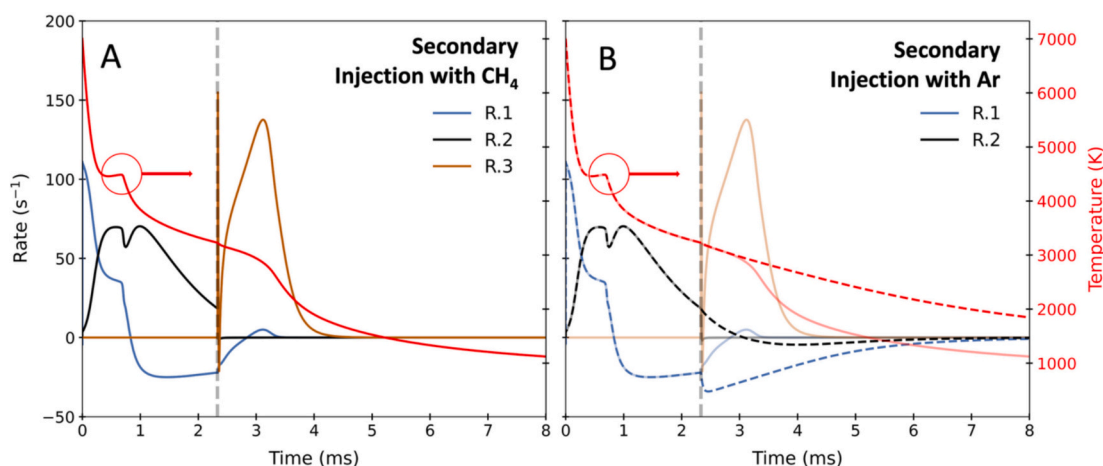 A
Secondary
Injection with CH₄
R.1
R.2
R.3
200
150
100
50
0
−50
Rate (s⁻¹)
0 1 2 3 4 5 6 7 8
Time (ms)
B
Secondary
Injection with Ar
R.1
R.2
7000
6000
5000
4000
3000
2000
1000
Temperature (K)
0 1 2 3 4 5 6 7 8
Time (ms)